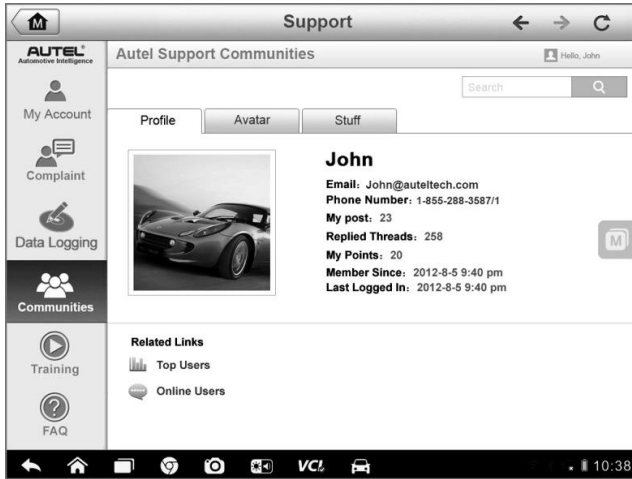 M
Support
AUTEL®
Automotive Intelligence
Autel Support Communities
Hello, John
Search
My Account
Profile
Avatar
Stuff
John
Email: John@auteltech.com
Phone Number: 1-855-288-3587/1
My post: 23
Replied Threads: 258
My Points: 20
Member Since: 2012-8-5 9:40 pm
Last Logged In: 2012-8-5 9:40 pm
M
Complaint
Data Logging
Communities
Related Links
Top Users
Online Users
Training
?
FAQ
VCI
10:38